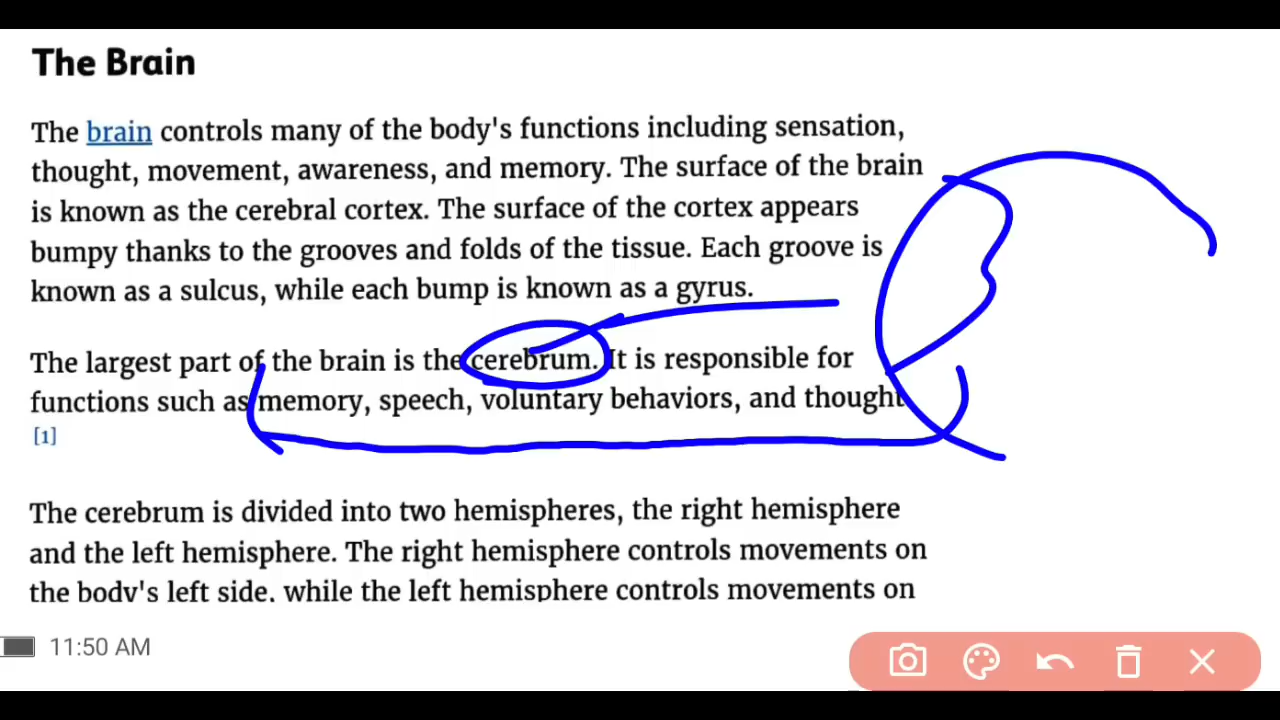 The Brain
The brain controls many of the body's functions including sensation,
thought, movement, awareness, and memory. The surface of the brain
is known as the cerebral cortex. The surface of the cortex appears
bumpy thanks to the grooves and folds of the tissue. Each groove is
known as a sulcus, while each bump is known as a gyrus.
The largest part of the brain is the cerebrum. It is responsible for
functions such as memory, speech, voluntary behaviors, and thought
[1]
The cerebrum is divided into two hemispheres, the right hemisphere
and the left hemisphere. The right hemisphere controls movements on
the body's left side, while the left hemisphere controls movements on
11:50 AM